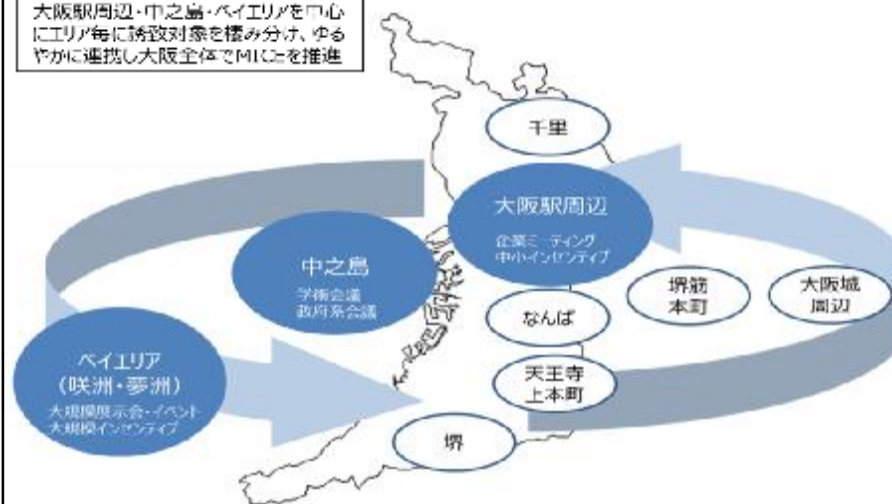 大阪駅周辺・中之島・ベイエリアを中心
にエリア毎に誘致対象を棲み分け、ゆる
やかに連携し大阪全体でMICEを推進
千里
大阪駅周辺
企業ミーティング
中小インセンティブ
中之島
学術会議
政府系会議
堺筋
本町
大阪城
周辺
なんば
ベイエリア
(咲洲・夢洲)
大規模展示会・イベント
大規模インセンティブ
天王寺
上本町
堺